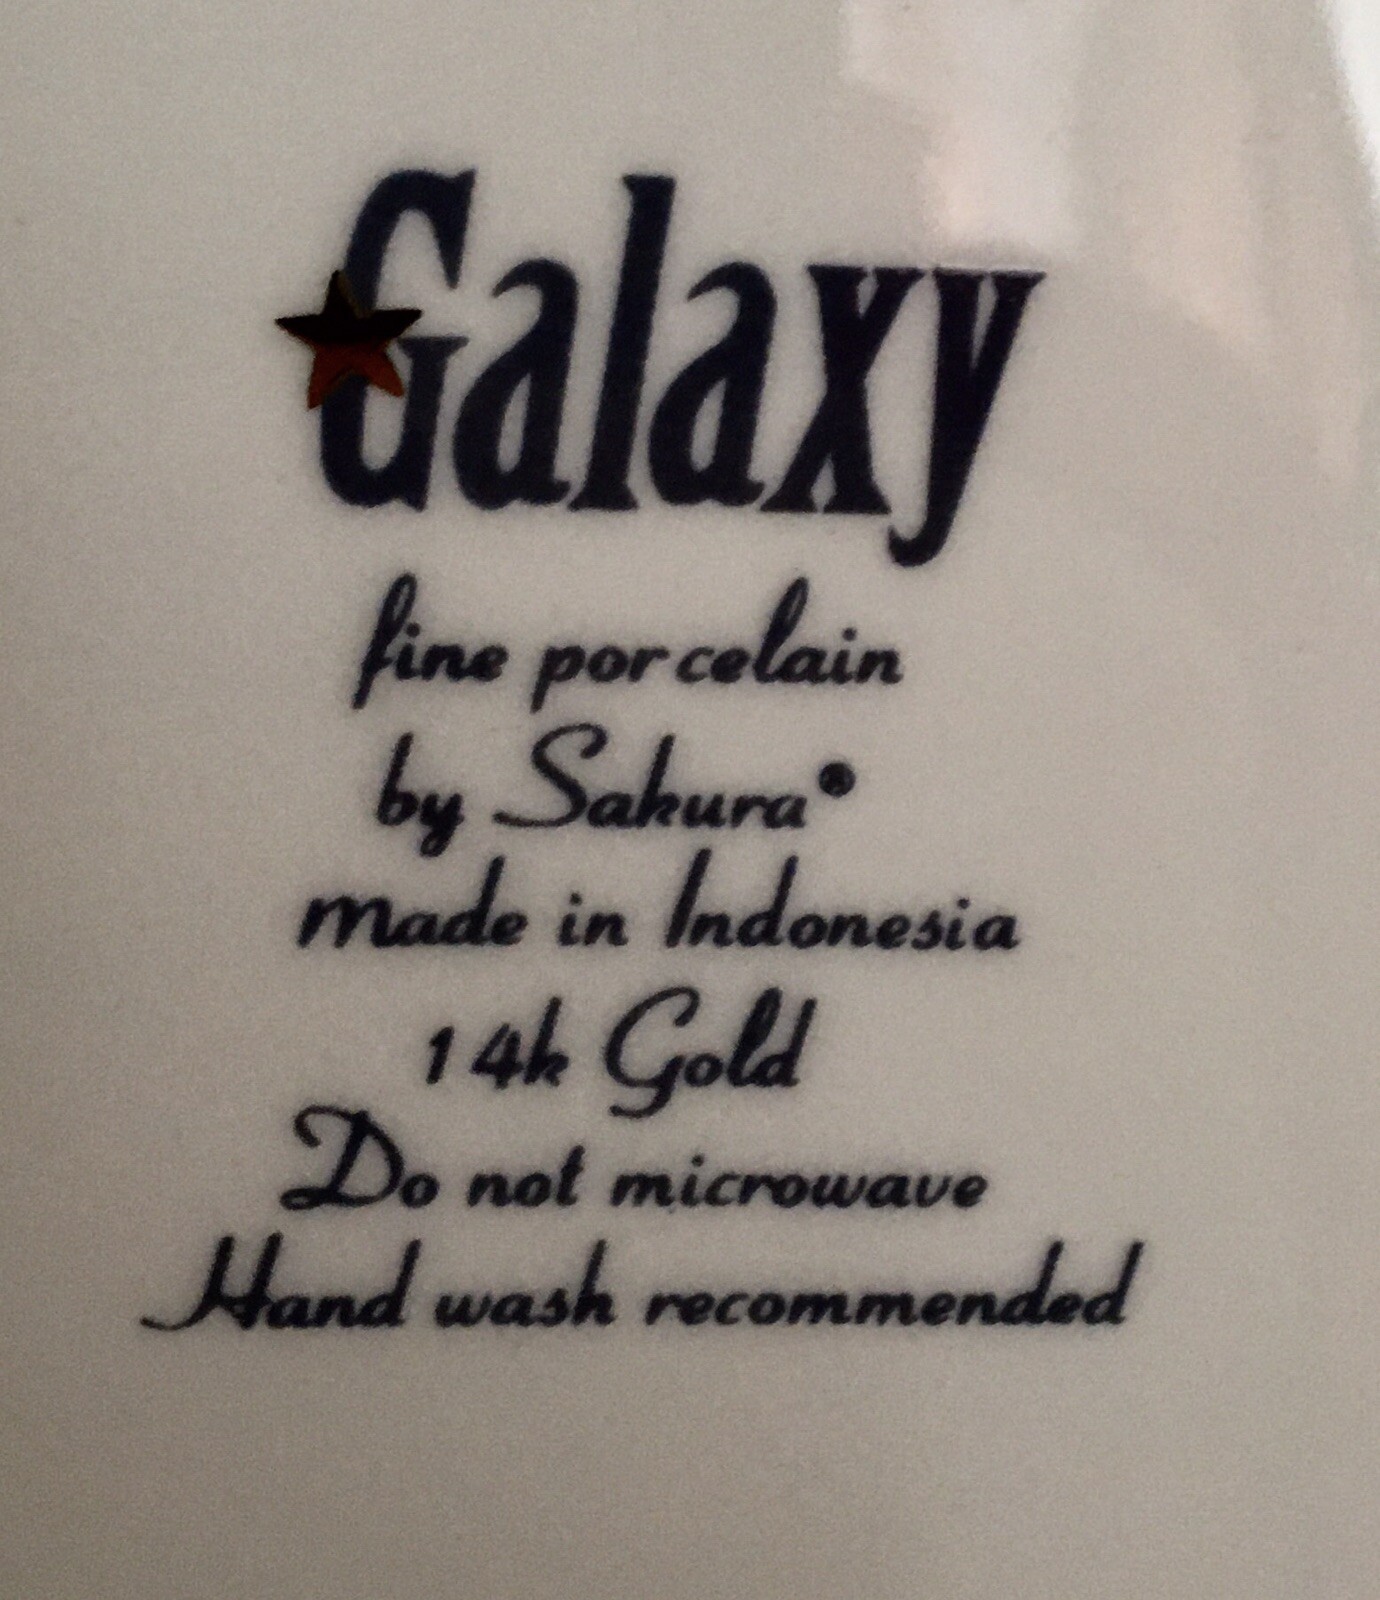 Galaxy
fine porcelain
by Sakura®
made in Indonesia
14k Gold
Do not microwave
Hand wash recommended